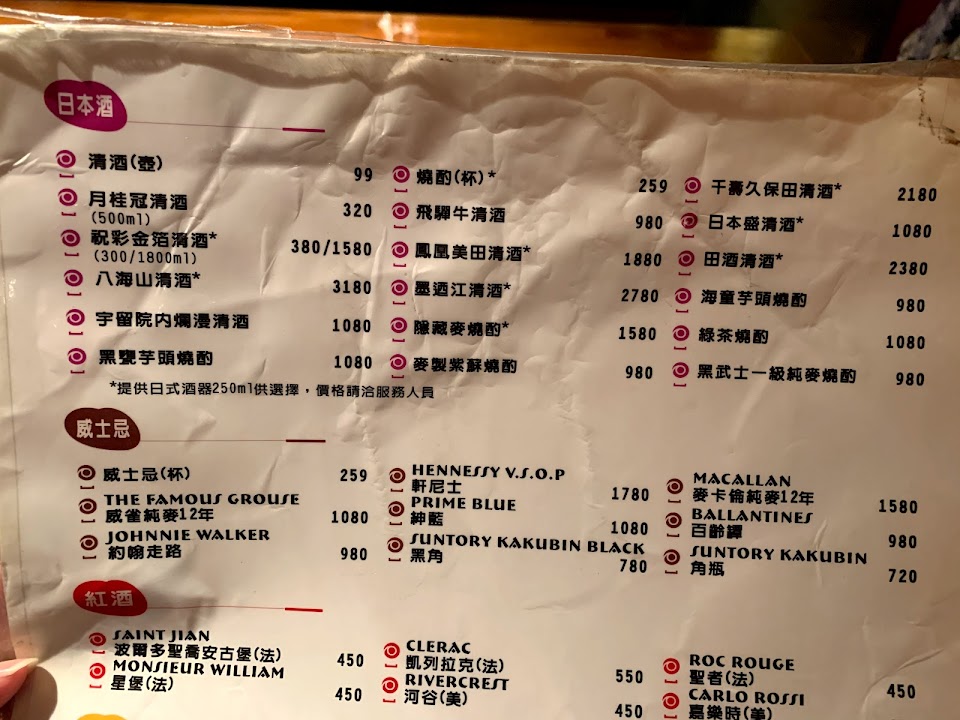 日本酒
清酒(壺) 99
月桂冠清酒 320
(500ml)
祝彩金箔清酒* 380/1580
(300/1800ml)
八海山清酒* 3180
宇留院内爛漫清酒 1080
黑甕芋頭燒酌 1080
燒酌(杯)* 259
飛驒牛清酒 980
鳳凰美田清酒* 1880
墨迺江清酒* 2780
隠藏麥燒酌* 1580
麥製紫蘇燒酌 980
千壽久保田清酒* 2180
日本盛清酒* 1080
田酒清酒* 2380
海童芋頭燒酌 980
綠茶燒酌 1080
黑武士一級純麥燒酌 980
*提供日式酒器250ml供選擇，價格請洽服務人員
威士忌
威士忌(杯) 259
THE FAMOUS GROUSE
威雀純麥12年 1080
JOHNNIE WALKER
約翰走路 980
HENNESSY V.S.O.P
軒尼士 1780
PRIME BLUE
紳藍 1080
SUNTORY KAKUBIN BLACK
黑角 780
MACALLAN
麥卡倫純麥12年 1580
BALLANTINES
百齡譚 980
SUNTORY KAKUBIN
角瓶 720
紅酒
SAINT JIAN
波爾多聖喬安古堡(法) 450
MONSIEUR WILLIAM
星堡(法) 450
CLERAC
凱列拉克(法) 550
RIVERCREST
河谷(美) 450
ROC ROUGE
聖者(法) 450
CARLO ROSSI
嘉樂時(美)